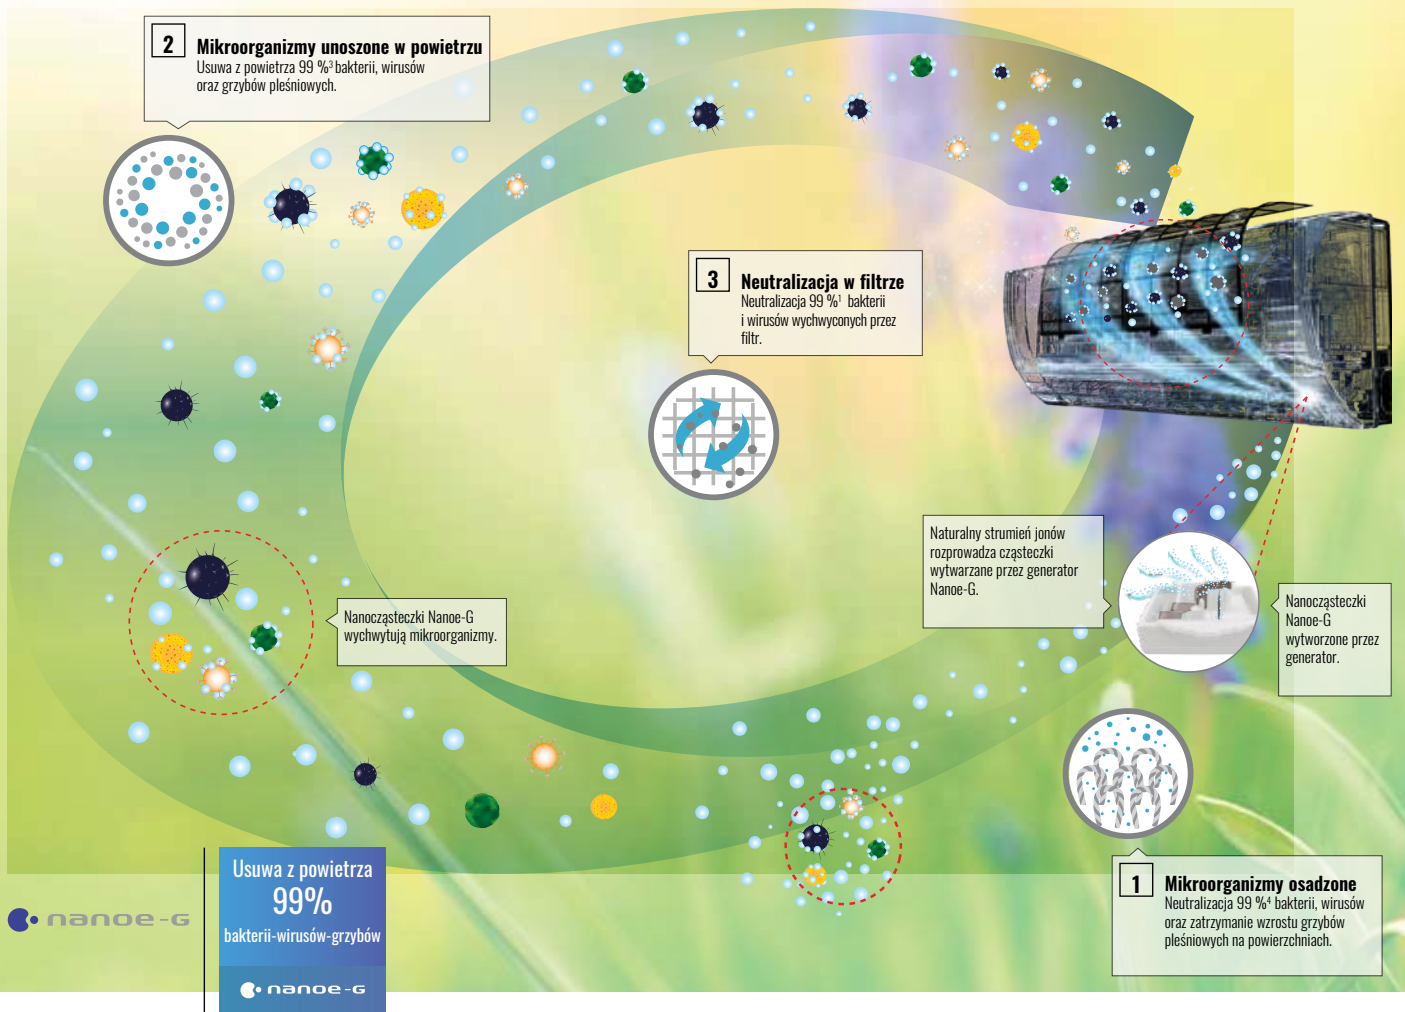 2
Mikroorganizmy unoszone w powietrzu
Usuwa z powietrza 99 %³ bakterii, wirusów
oraz grzybów pleśniowych.
3
Neutralizacja w filtrze
Neutralizacja 99 %¹ bakterii
i wirusów wychwyconych przez
filtr.
Naturalny strumień jonów
rozprowadza cząsteczki
wytwarzane przez generator
Nanoe-G.
Nanocząsteczki
Nanoe-G
wytworzone przez
generator.
Nanocząsteczki Nanoe-G
wychwytują mikroorganizmy.
1
Mikroorganizmy osadzone
Neutralizacja 99 %⁴ bakterii, wirusów
oraz zatrzymanie wzrostu grzybów
pleśniowych na powierzchniach.
nanoe-G
Usuwa z powietrza
99%
bakterii-wirusów-grzybów
nanoe-G